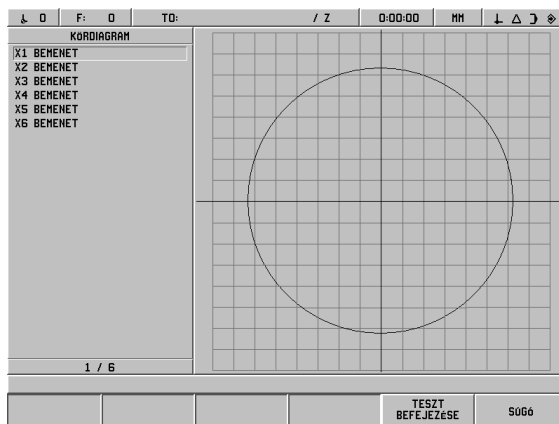 0 F: 0 T0: / Z 0:00:00 MM
KÖRDIAGRAM
X1 BEMENET
X2 BEMENET
X3 BEMENET
X4 BEMENET
X5 BEMENET
X6 BEMENET
1 / 6
TESZT BEFEJEZéSE
SúGó